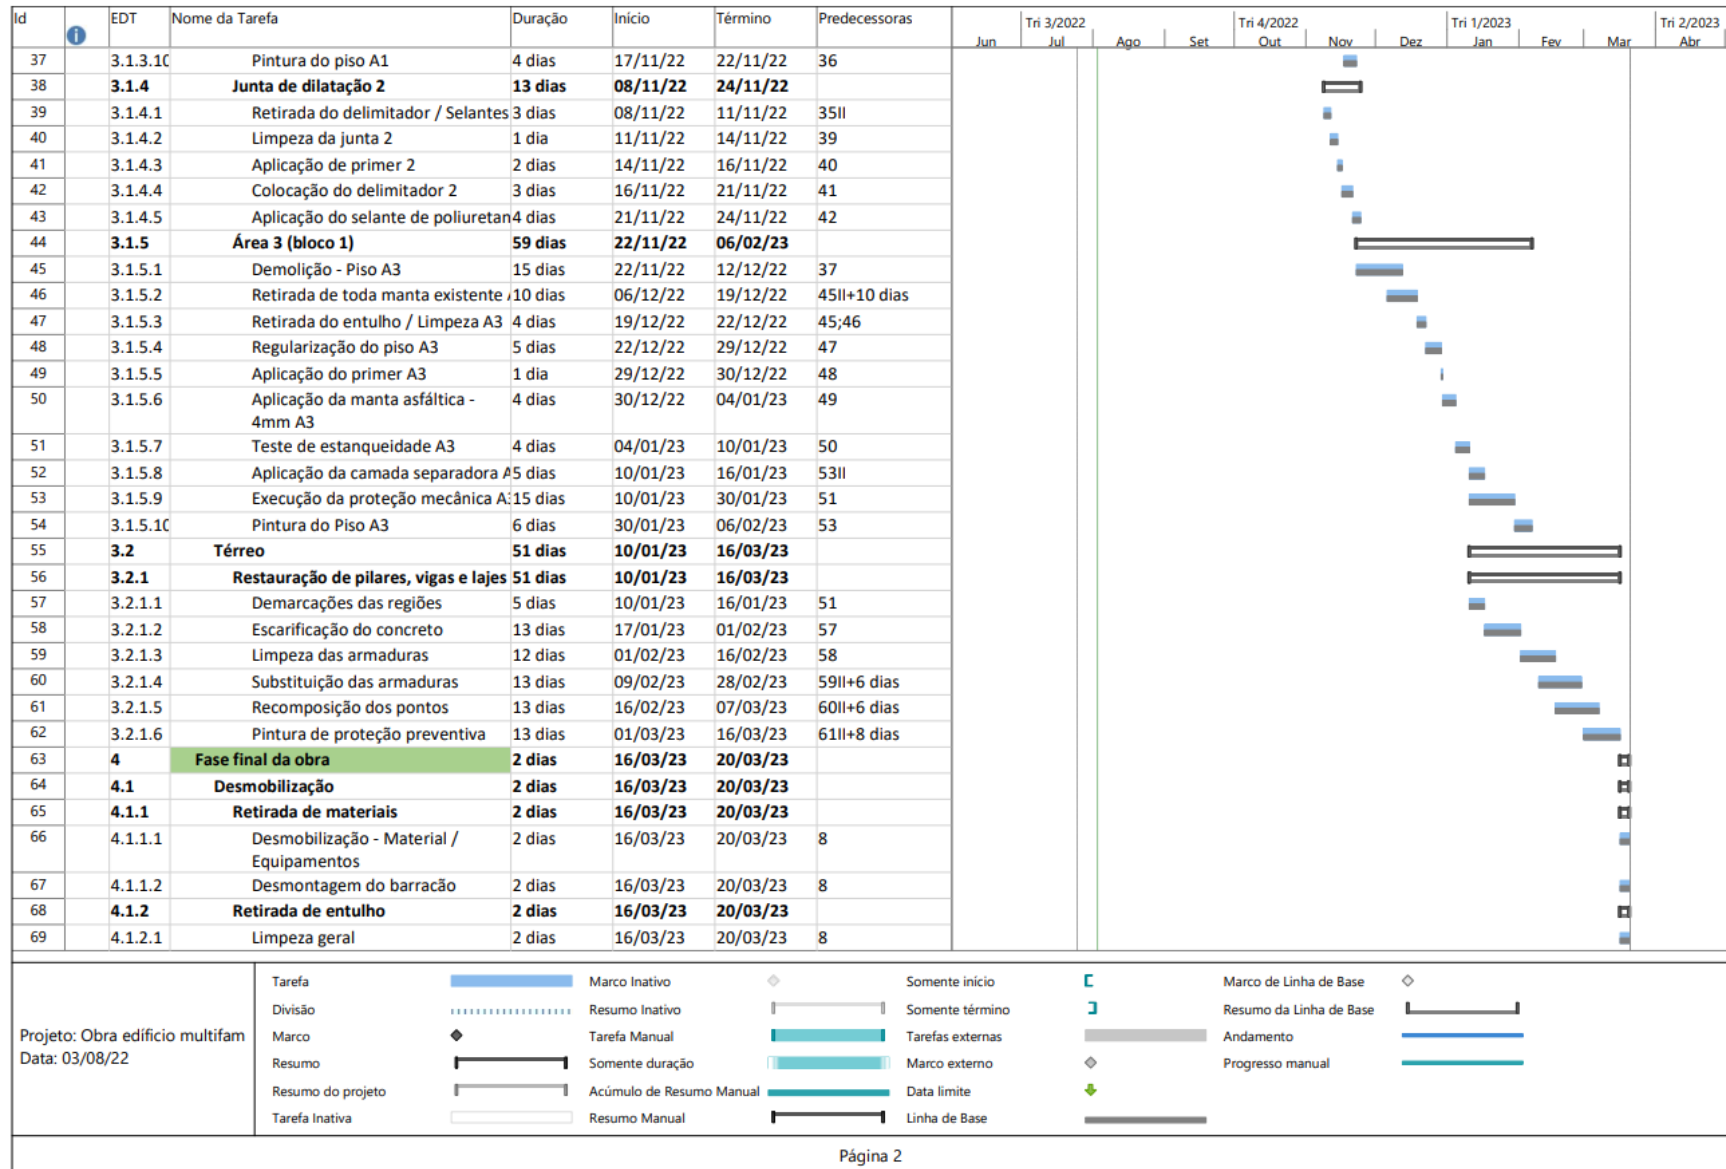 Id EDT Nome da Tarefa Duração Início Término Predecessoras Tri 3/2022 Tri 4/2022 Tri 1/2023 Tri 2/2023
Jun Jul Ago Set Out Nov Dez Jan Fev Mar Abr
37 3.1.3.10 Pintura do piso A1 4 dias 17/11/22 22/11/22 36
38 3.1.4 Junta de dilatação 2 13 dias 08/11/22 24/11/22
39 3.1.4.1 Retirada do delimitador / Selantes 3 dias 08/11/22 11/11/22 35II
40 3.1.4.2 Limpeza da junta 2 1 dia 11/11/22 14/11/22 39
41 3.1.4.3 Aplicação de primer 2 2 dias 14/11/22 16/11/22 40
42 3.1.4.4 Colocação do delimitador 2 3 dias 16/11/22 21/11/22 41
43 3.1.4.5 Aplicação do selante de poliuretan 4 dias 21/11/22 24/11/22 42
44 3.1.5 Área 3 (bloco 1) 59 dias 22/11/22 06/02/23
45 3.1.5.1 Demolição - Piso A3 15 dias 22/11/22 12/12/22 37
46 3.1.5.2 Retirada de toda manta existente 10 dias 06/12/22 19/12/22 45II+10 dias
47 3.1.5.3 Retirada do entulho / Limpeza A3 4 dias 19/12/22 22/12/22 45;46
48 3.1.5.4 Regularização do piso A3 5 dias 22/12/22 29/12/22 47
49 3.1.5.5 Aplicação do primer A3 1 dia 29/12/22 30/12/22 48
50 3.1.5.6 Aplicação da manta asfáltica - 4 dias 30/12/22 04/01/23 49
4mm A3
51 3.1.5.7 Teste de estanqueidade A3 4 dias 04/01/23 10/01/23 50
52 3.1.5.8 Aplicação da camada separadora A 5 dias 10/01/23 16/01/23 53II
53 3.1.5.9 Execução da proteção mecânica A 15 dias 10/01/23 30/01/23 51
54 3.1.5.10 Pintura do Piso A3 6 dias 30/01/23 06/02/23 53
55 3.2 Térreo 51 dias 10/01/23 16/03/23
56 3.2.1 Restauração de pilares, vigas e lajes 51 dias 10/01/23 16/03/23
57 3.2.1.1 Demarcações das regiões 5 dias 10/01/23 16/01/23 51
58 3.2.1.2 Escarificação do concreto 13 dias 17/01/23 01/02/23 57
59 3.2.1.3 Limpeza das armaduras 12 dias 01/02/23 16/02/23 58
60 3.2.1.4 Substituição das armaduras 13 dias 09/02/23 28/02/23 59II+6 dias
61 3.2.1.5 Recomposição dos pontos 13 dias 16/02/23 07/03/23 60II+6 dias
62 3.2.1.6 Pintura de proteção preventiva 13 dias 01/03/23 16/03/23 61II+8 dias
63 4 Fase final da obra 2 dias 16/03/23 20/03/23
64 4.1 Desmobilização 2 dias 16/03/23 20/03/23
65 4.1.1 Retirada de materiais 2 dias 16/03/23 20/03/23
66 4.1.1.1 Desmobilização - Material / 2 dias 16/03/23 20/03/23 8
Equipamentos
67 4.1.1.2 Desmontagem do barracão 2 dias 16/03/23 20/03/23 8
68 4.1.2 Retirada de entulho 2 dias 16/03/23 20/03/23
69 4.1.2.1 Limpeza geral 2 dias 16/03/23 20/03/23 8
Projeto: Obra edifício multifam
Data: 03/08/22
Tarefa Marco Inativo Somente início Marco de Linha de Base
Divisão Resumo Inativo Somente término Resumo da Linha de Base
Marco Tarefa Manual Tarefas externas Andamento
Resumo Somente duração Marco externo Progresso manual
Resumo do projeto Acúmulo de Resumo Manual Data limite
Tarefa Inativa Resumo Manual Linha de Base
Página 2